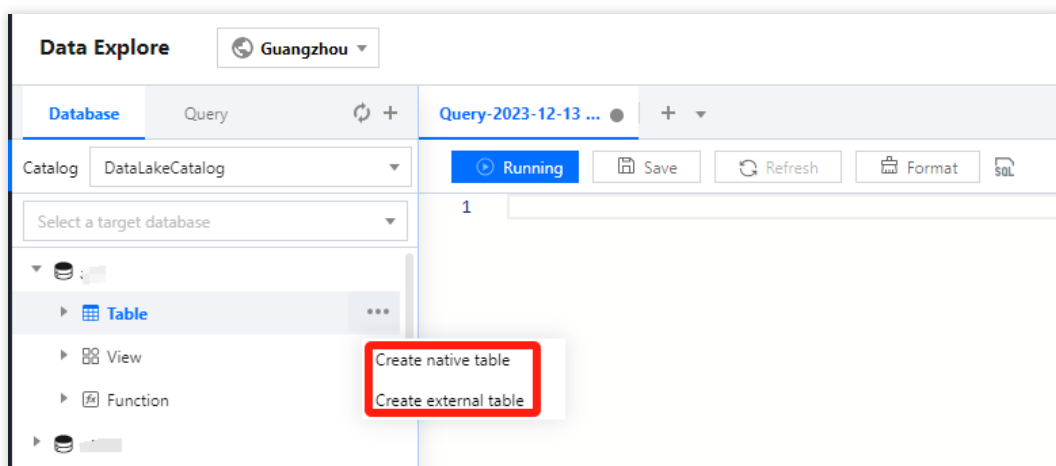 Data Explore Guangzhou
Database Query
Query-2023-12-13 ...
Catalog DataLakeCatalog
Running Save Refresh Format SQL
Select a target database
1
Table
View
fx Function
Create native table
Create external table